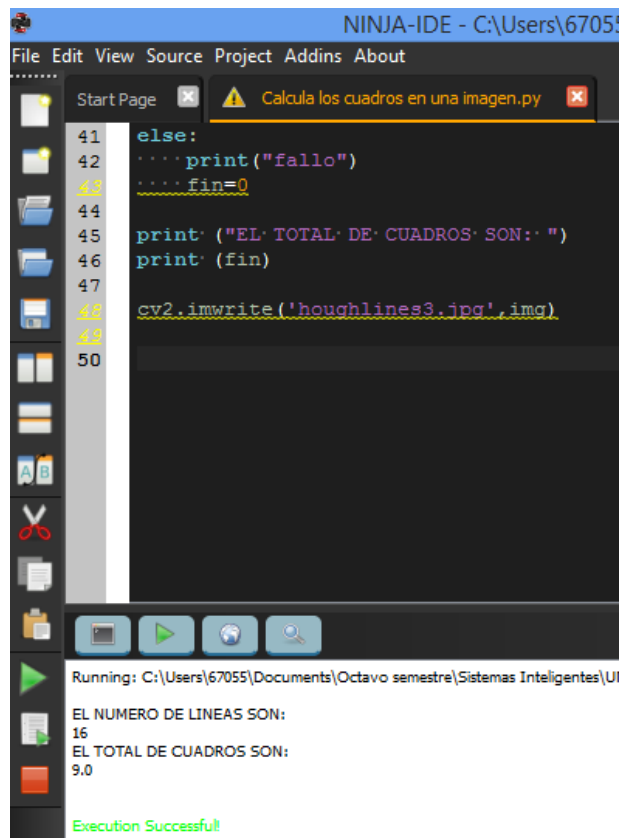 NINJA-IDE - C:\Users\67055
File Edit View Source Project Addins About
Start Page Calcula los cuadros en una imagen.py
41 else:
42 ····print("fallo")
43 ····fin=0
44
45 print· ("EL· TOTAL· DE· CUADROS· SON:· ")
46 print· (fin)
47
48 cv2.imwrite('houghlines3.jpg',img)
49
50
A B
Running: C:\Users\67055\Documents\Octavo semestre\Sistemas Inteligentes\
EL NUMERO DE LINEAS SON:
16
EL TOTAL DE CUADROS SON:
9.0
Execution Successful!